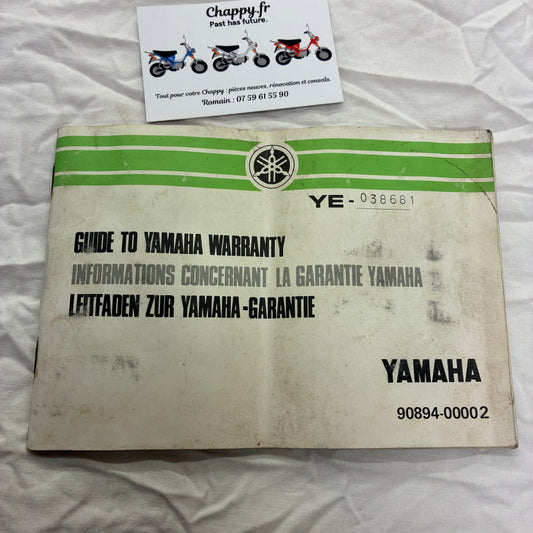 Chappy.fr
Past has future.
Tout pour votre Chappy : pièces neuves, rénovation et conseils.
Romain : 07 59 61 55 90
YE-038681
GUIDE TO YAMAHA WARRANTY
INFORMATIONS CONCERNANT LA GARANTIE YAMAHA
LEITFADEN ZUR YAMAHA-GARANTIE
YAMAHA
90894-00002